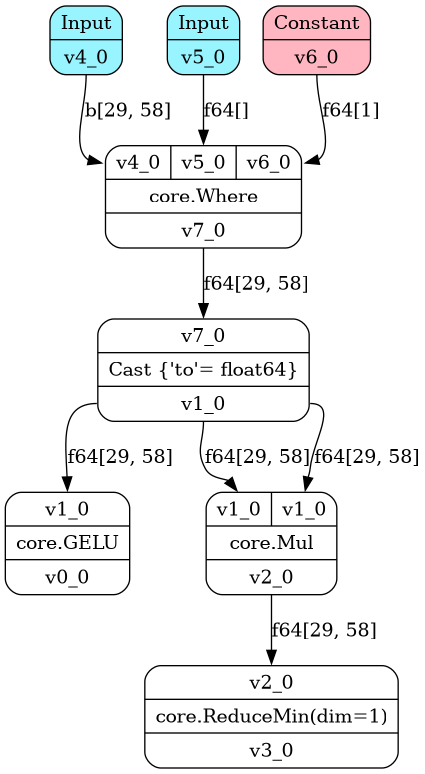 Input
v4_0
Input
v5_0
Constant
v6_0
b[29, 58]
f64[]
f64[1]
v4_0
v5_0
v6_0
core.Where
v7_0
f64[29, 58]
v7_0
Cast {'to'= float64}
v1_0
f64[29, 58]
f64[29, 58]
f64[29, 58]
v1_0
core.GELU
v0_0
v1_0
v1_0
core.Mul
v2_0
f64[29, 58]
v2_0
core.ReduceMin(dim=1)
v3_0